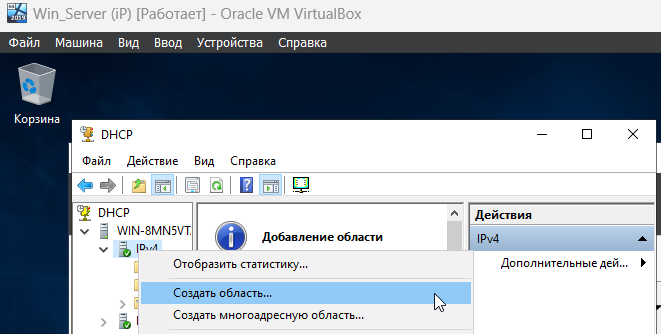 Win_Server (iP) [Работает] - Oracle VM VirtualBox
Файл Машина Вид Ввод Устройства Справка
Корзина
DHCP
Файл Действие Вид Справка
DHCP
WIN-8MN5VT
IPv4
Добавление области
Действия
IPv4
Дополнительные дей...
Отобразить статистику...
Создать область...
Создать многоадресную область...